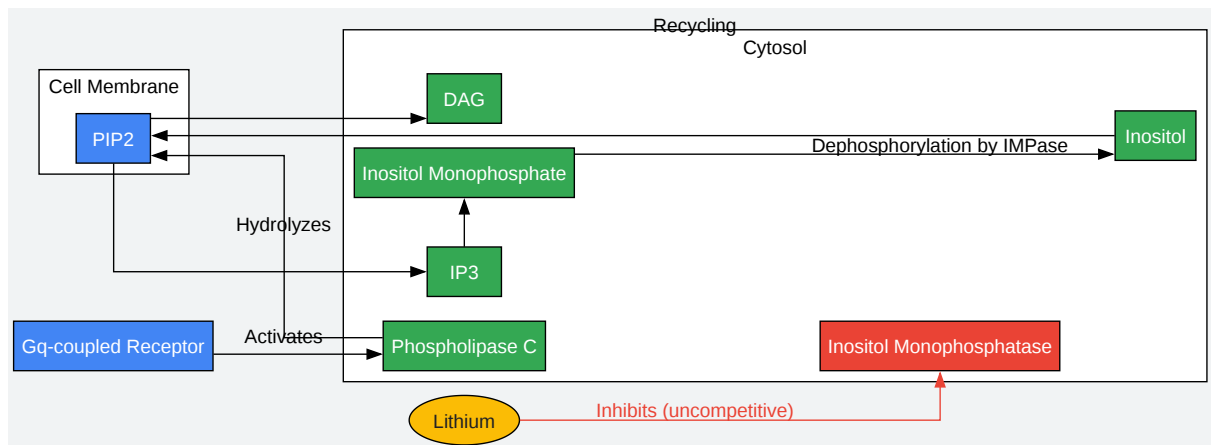 Recycling
Cytosol
Cell Membrane
DAG
PIP2
Inositol
Dephosphorylation by IMPase
Inositol Monophosphate
Hydrolyzes
IP3
Activates
Gq-coupled Receptor
Phospholipase C
Inositol Monophosphatase
Inhibits (uncompetitive)
Lithium